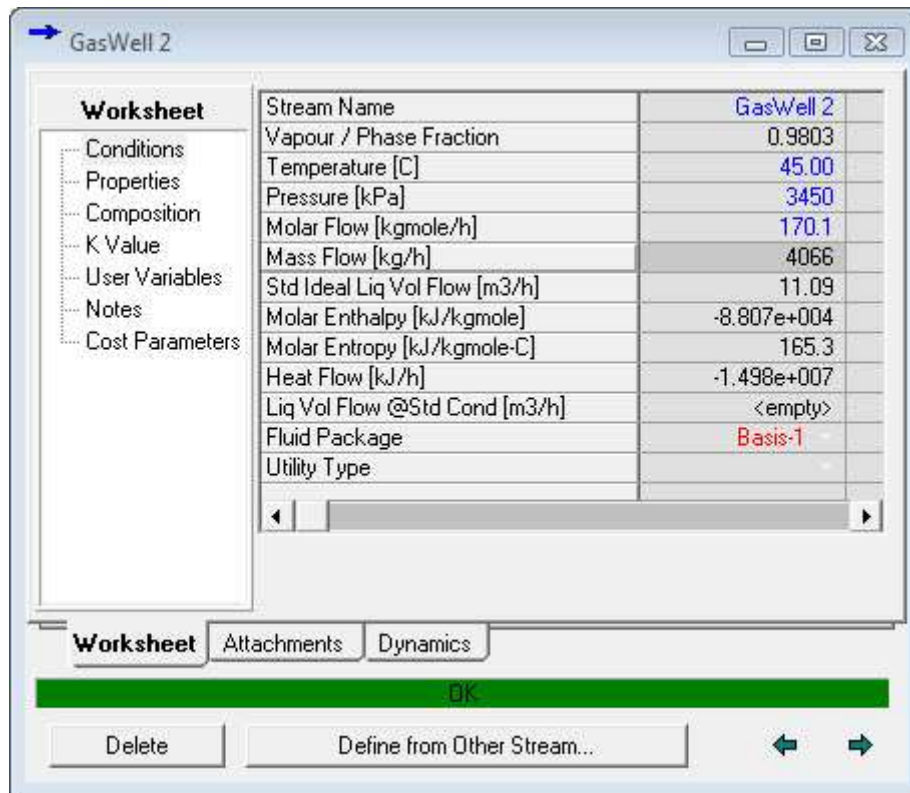 GasWell 2
Worksheet
Conditions
Properties
Composition
K Value
User Variables
Notes
Cost Parameters
Stream Name GasWell 2
Vapour / Phase Fraction 0.9803
Temperature [C] 45.00
Pressure [kPa] 3450
Molar Flow [kgmole/h] 170.1
Mass Flow [kg/h] 4066
Std Ideal Liq Vol Flow [m3/h] 11.09
Molar Enthalpy [kJ/kgmole] -8.807e+004
Molar Entropy [kJ/kgmole-C] 165.3
Heat Flow [kJ/h] -1.498e+007
Liq Vol Flow @Std Cond [m3/h] <empty>
Fluid Package Basis-1
Utility Type
Worksheet Attachments Dynamics
OK
Delete Define from Other Stream...